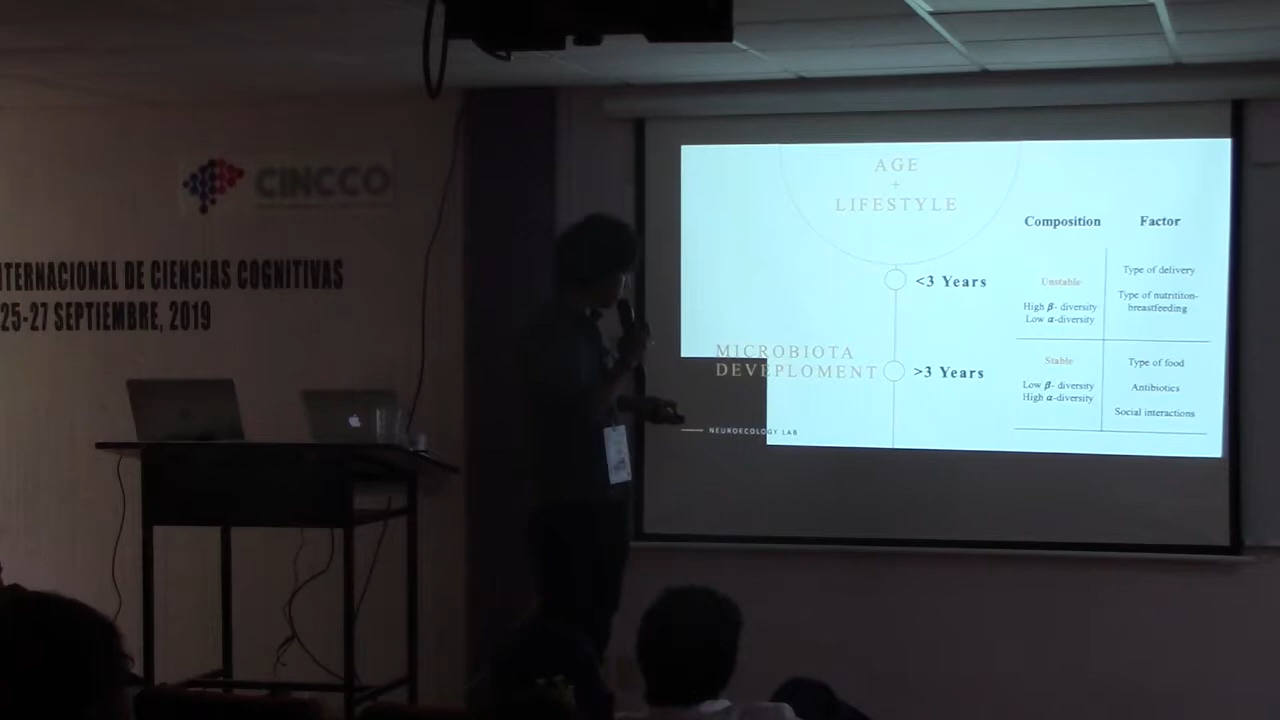 CINCCO
NTERNACIONAL DE CIENCIAS COGNITIVAS
25-27 SEPTIEMBRE, 2019
AGE
+
LIFESTYLE
<3 Years
MICROBIOTA
DEVEPLOMENT
>3 Years
NEUROECOLOGY LAB
Composition Factor
Unstable
High β- diversity
Low α-diversity
Type of delivery
Type of nutrititon-
breastfeeding
Stable
Low β- diversity
High α-diversity
Type of food
Antibiotics
Social interactions